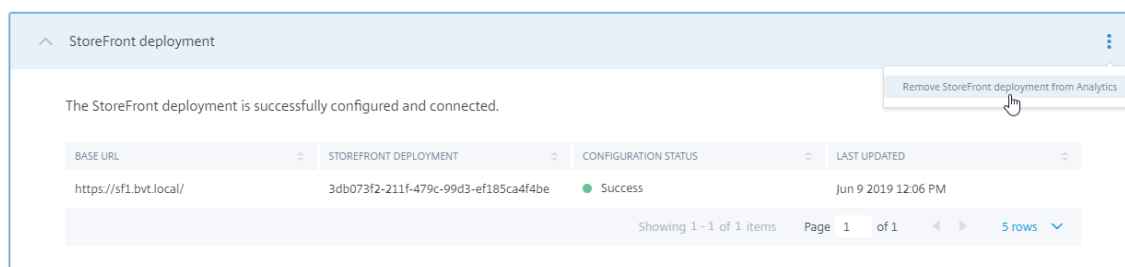 StoreFront deployment
Remove StoreFront deployment from Analytics
The StoreFront deployment is successfully configured and connected.
BASE URL STOREFRONT DEPLOYMENT CONFIGURATION STATUS LAST UPDATED
https://sf1.bvt.local/ 3db073f2-211f-479c-99d3-ef185ca4f4be Success Jun 9 2019 12:06 PM
Showing 1 - 1 of 1 items Page 1 of 1 5 rows